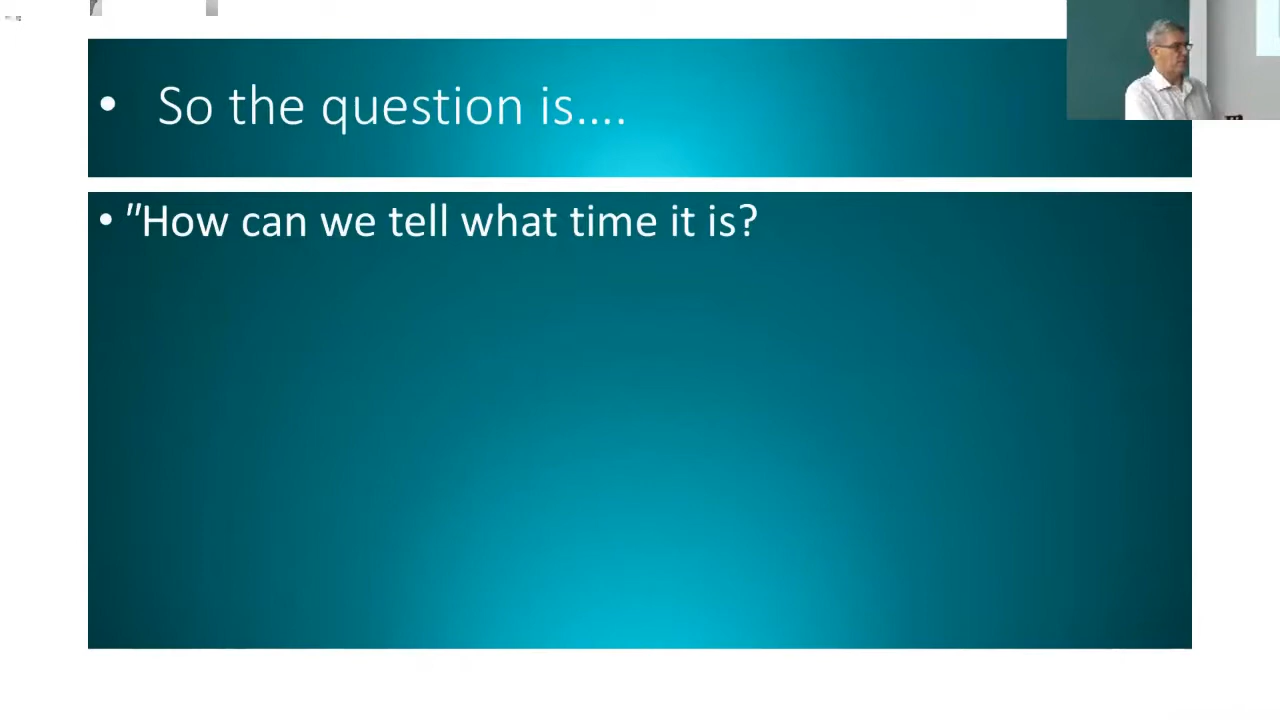 • So the question is....
• "How can we tell what time it is?